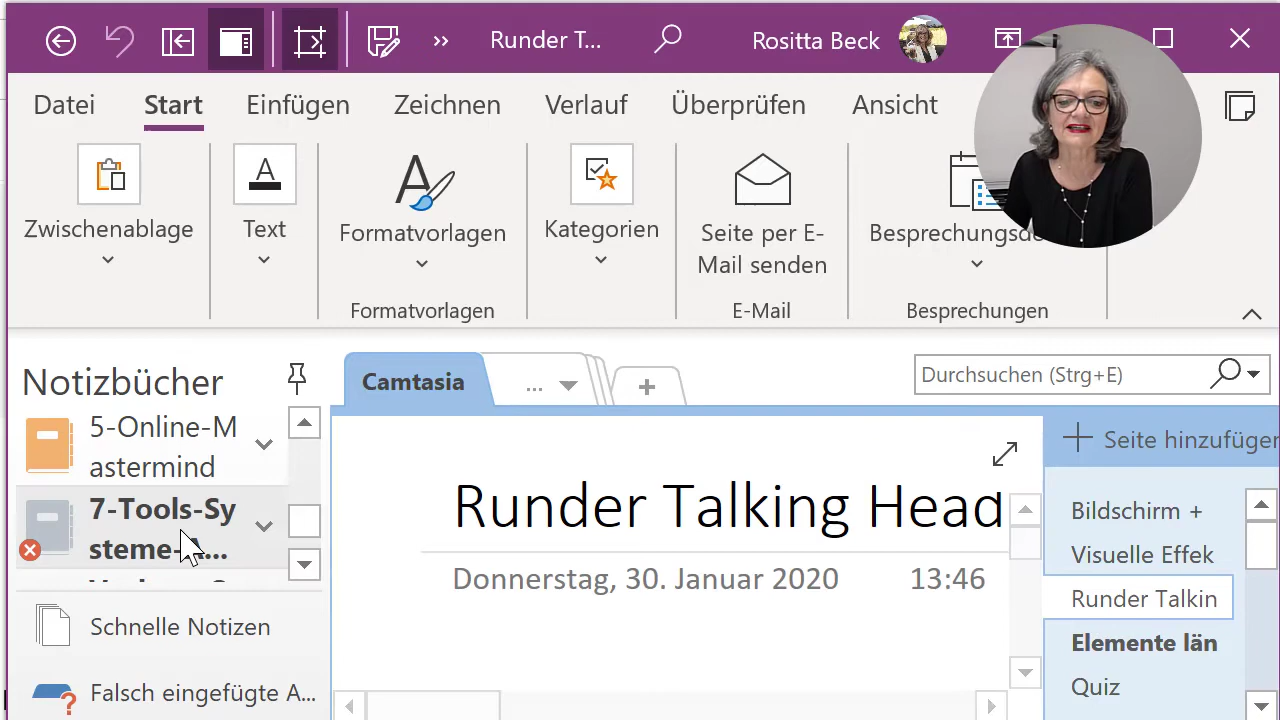 Runder T...
Rositta Beck
Datei
Start
Einfügen
Zeichnen
Verlauf
Überprüfen
Ansicht
Zwischenablage
Text
Formatvorlagen
Kategorien
Seite per E-
Mail senden
Besprechungsde
Formatvorlagen
E-Mail
Besprechungen
Notizbücher
5-Online-M
astermind
7-Tools-Sy
steme-A...
Schnelle Notizen
Falsch eingefügte A...
Camtasia
...
Durchsuchen (Strg+E)
Runder Talking Head
Donnerstag, 30. Januar 2020
13:46
Seite hinzufügen
Bildschirm +
Visuelle Effek
Runder Talkin
Elemente län
Quiz